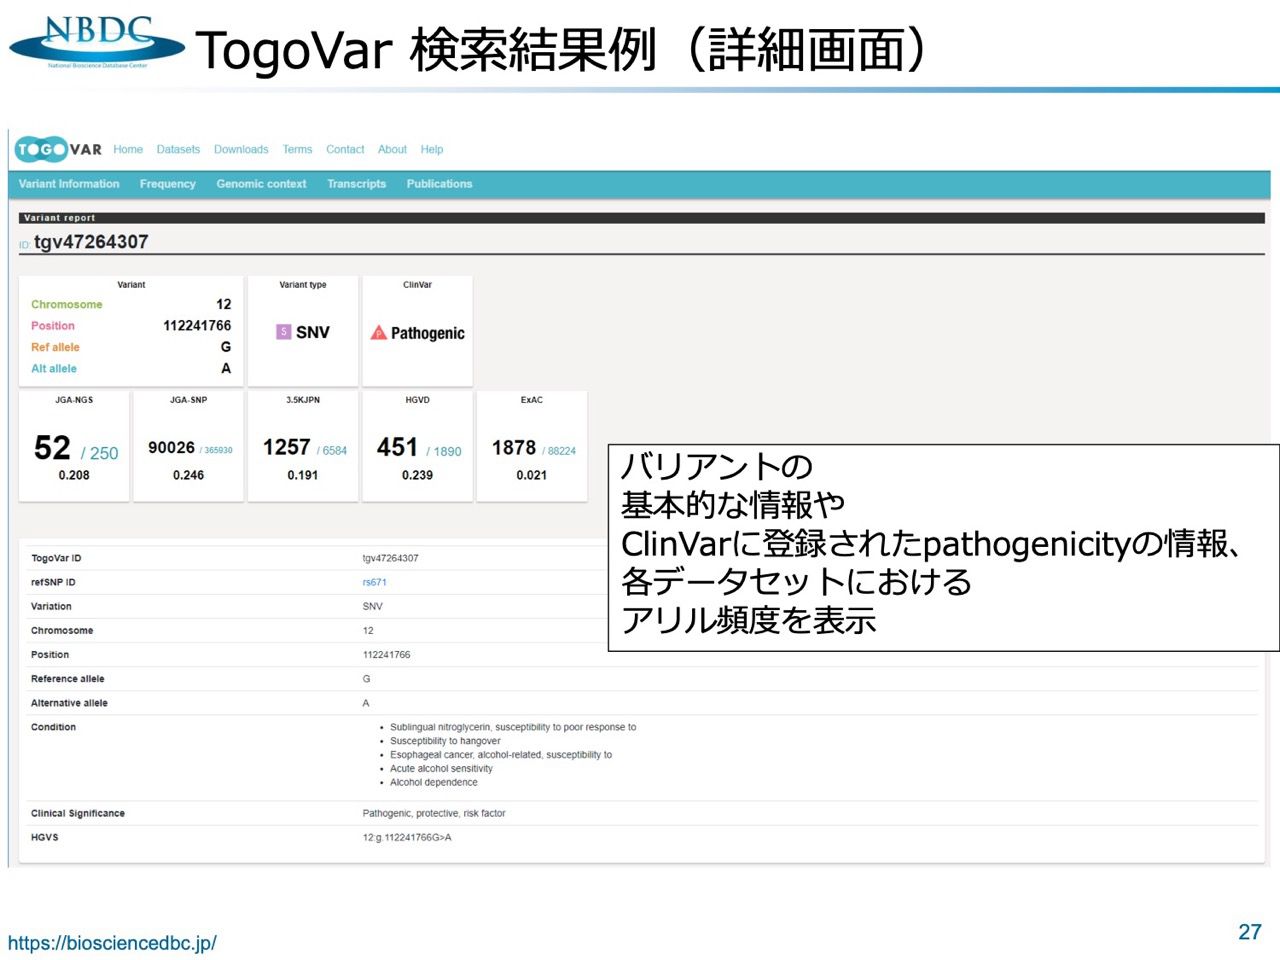 NBDC
National Bioscience Database Center
TogoVar 検索結果例（詳細画面）
TOGOVAR Home Datasets Downloads Terms Contact About Help
Variant Information Frequency Genomic context Transcripts Publications
Variant report
ID: tgv47264307
Variant
Chromosome 12
Position 112241766
Ref allele G
Alt allele A
Variant type
S SNV
ClinVar
P Pathogenic
JGA-NGS
52 / 250
0.208
JGA-SNP
90026 / 365930
0.246
3.5KJPN
1257 / 6584
0.191
HGVD
451 / 1890
0.239
ExAC
1878 / 88224
0.021
バリアントの
基本的な情報や
ClinVarに登録されたpathogenicityの情報、
各データセットにおける
アリル頻度を表示
TogoVar ID tgv47264307
refSNP ID rs671
Variation SNV
Chromosome 12
Position 112241766
Reference allele G
Alternative allele A
Condition
• Sublingual nitroglycerin, susceptibility to poor response to
• Susceptibility to hangover
• Esophageal cancer, alcohol-related, susceptibility to
• Acute alcohol sensitivity
• Alcohol dependence
Clinical Significance Pathogenic, protective, risk factor
HGVS 12:g.112241766G>A
https://biosciencedbc.jp/
27